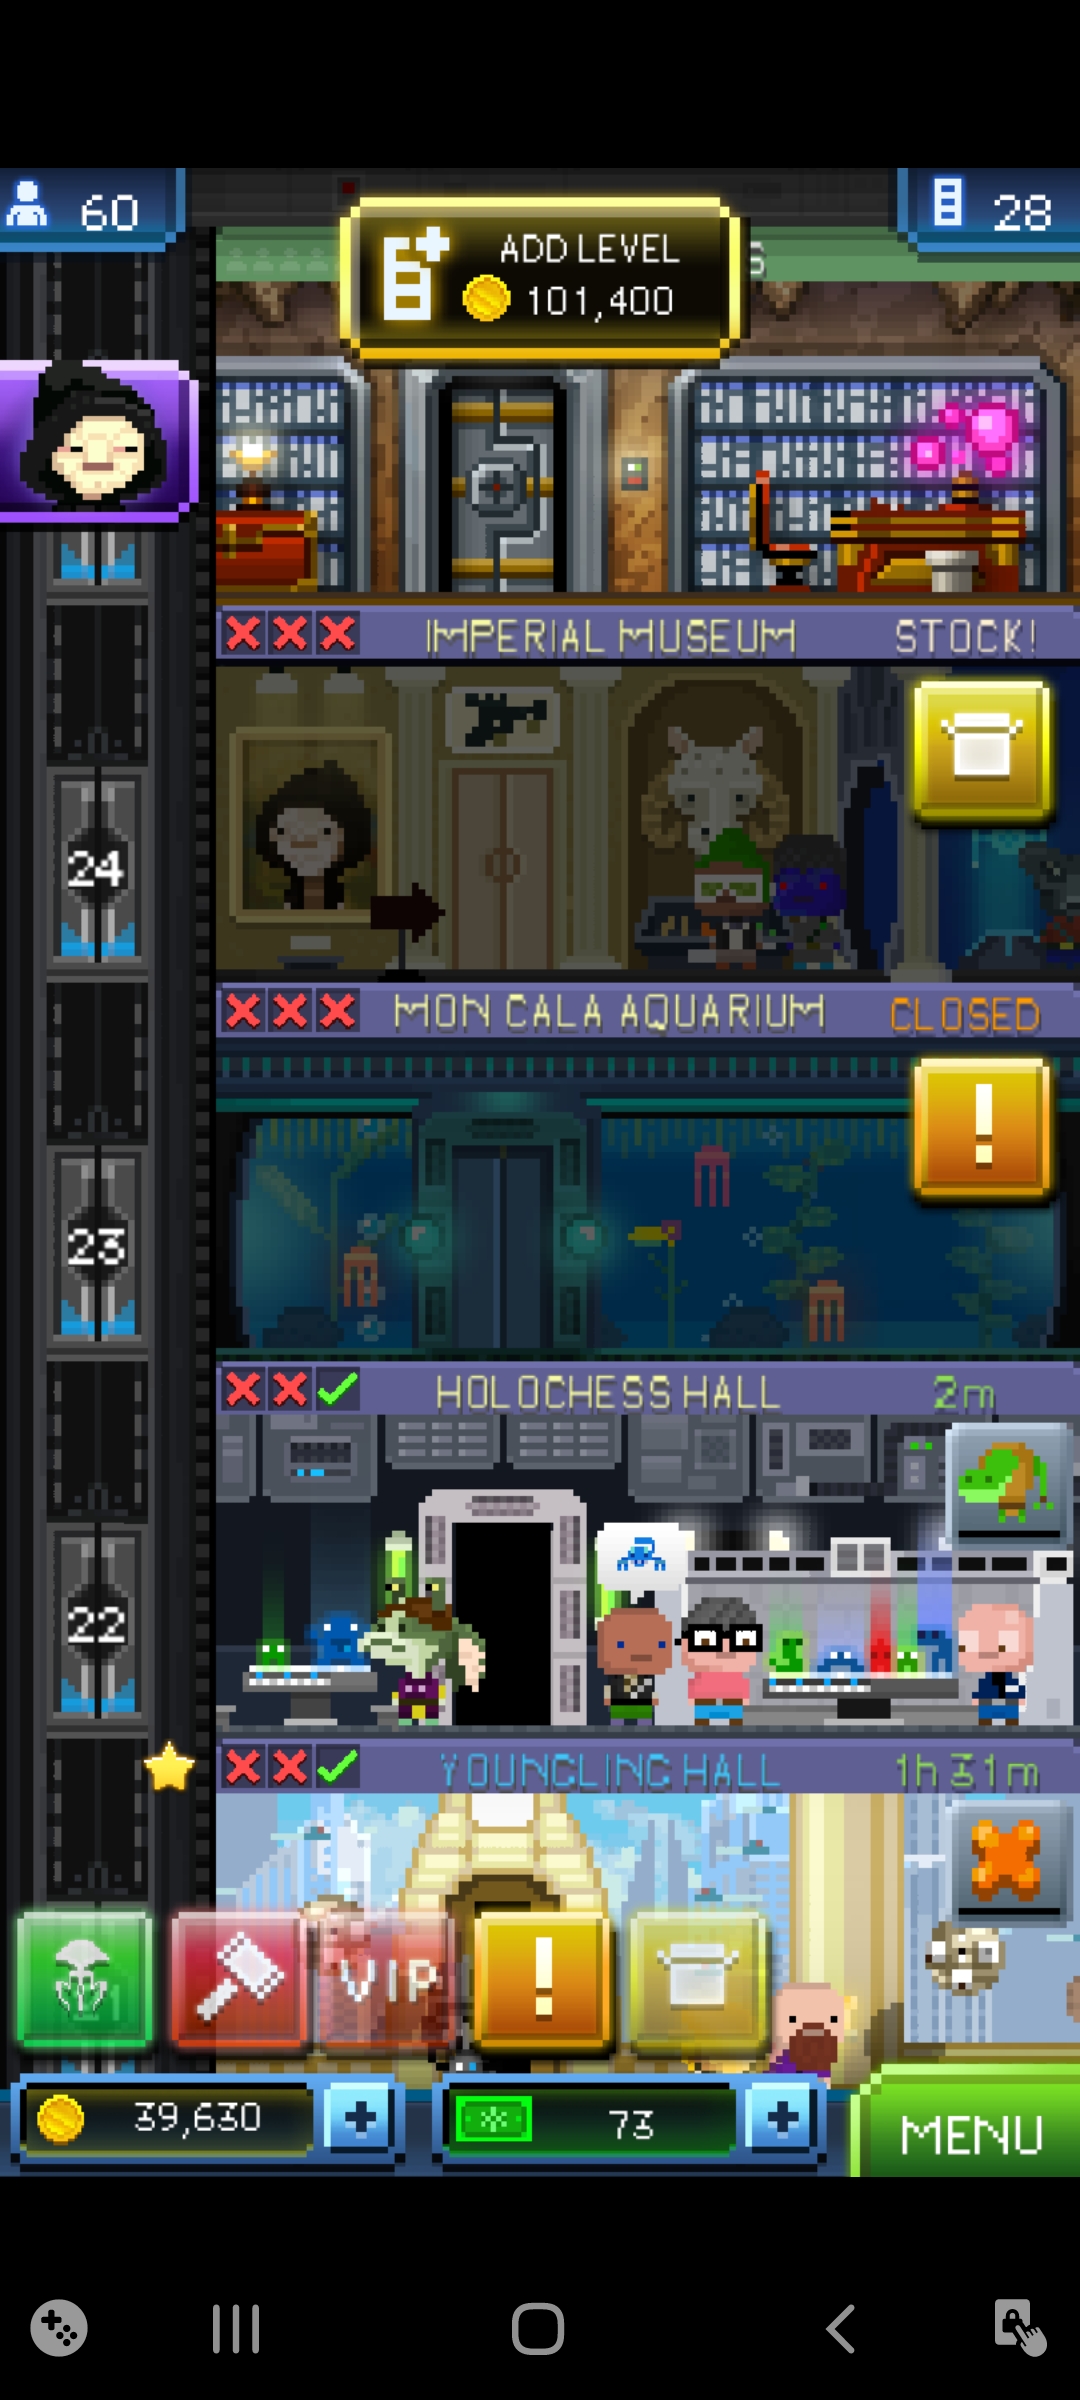 60
28
ADD LEVEL
101,400
S
IMPERIAL MUSEUM
STOCK!
24
MON CALA AQUARIUM
CLOSED
!
23
HOLOCHESS HALL
2m
22
YOUNGLING HALL
1h 31m
1
VIP
!
39,630
73
MENU